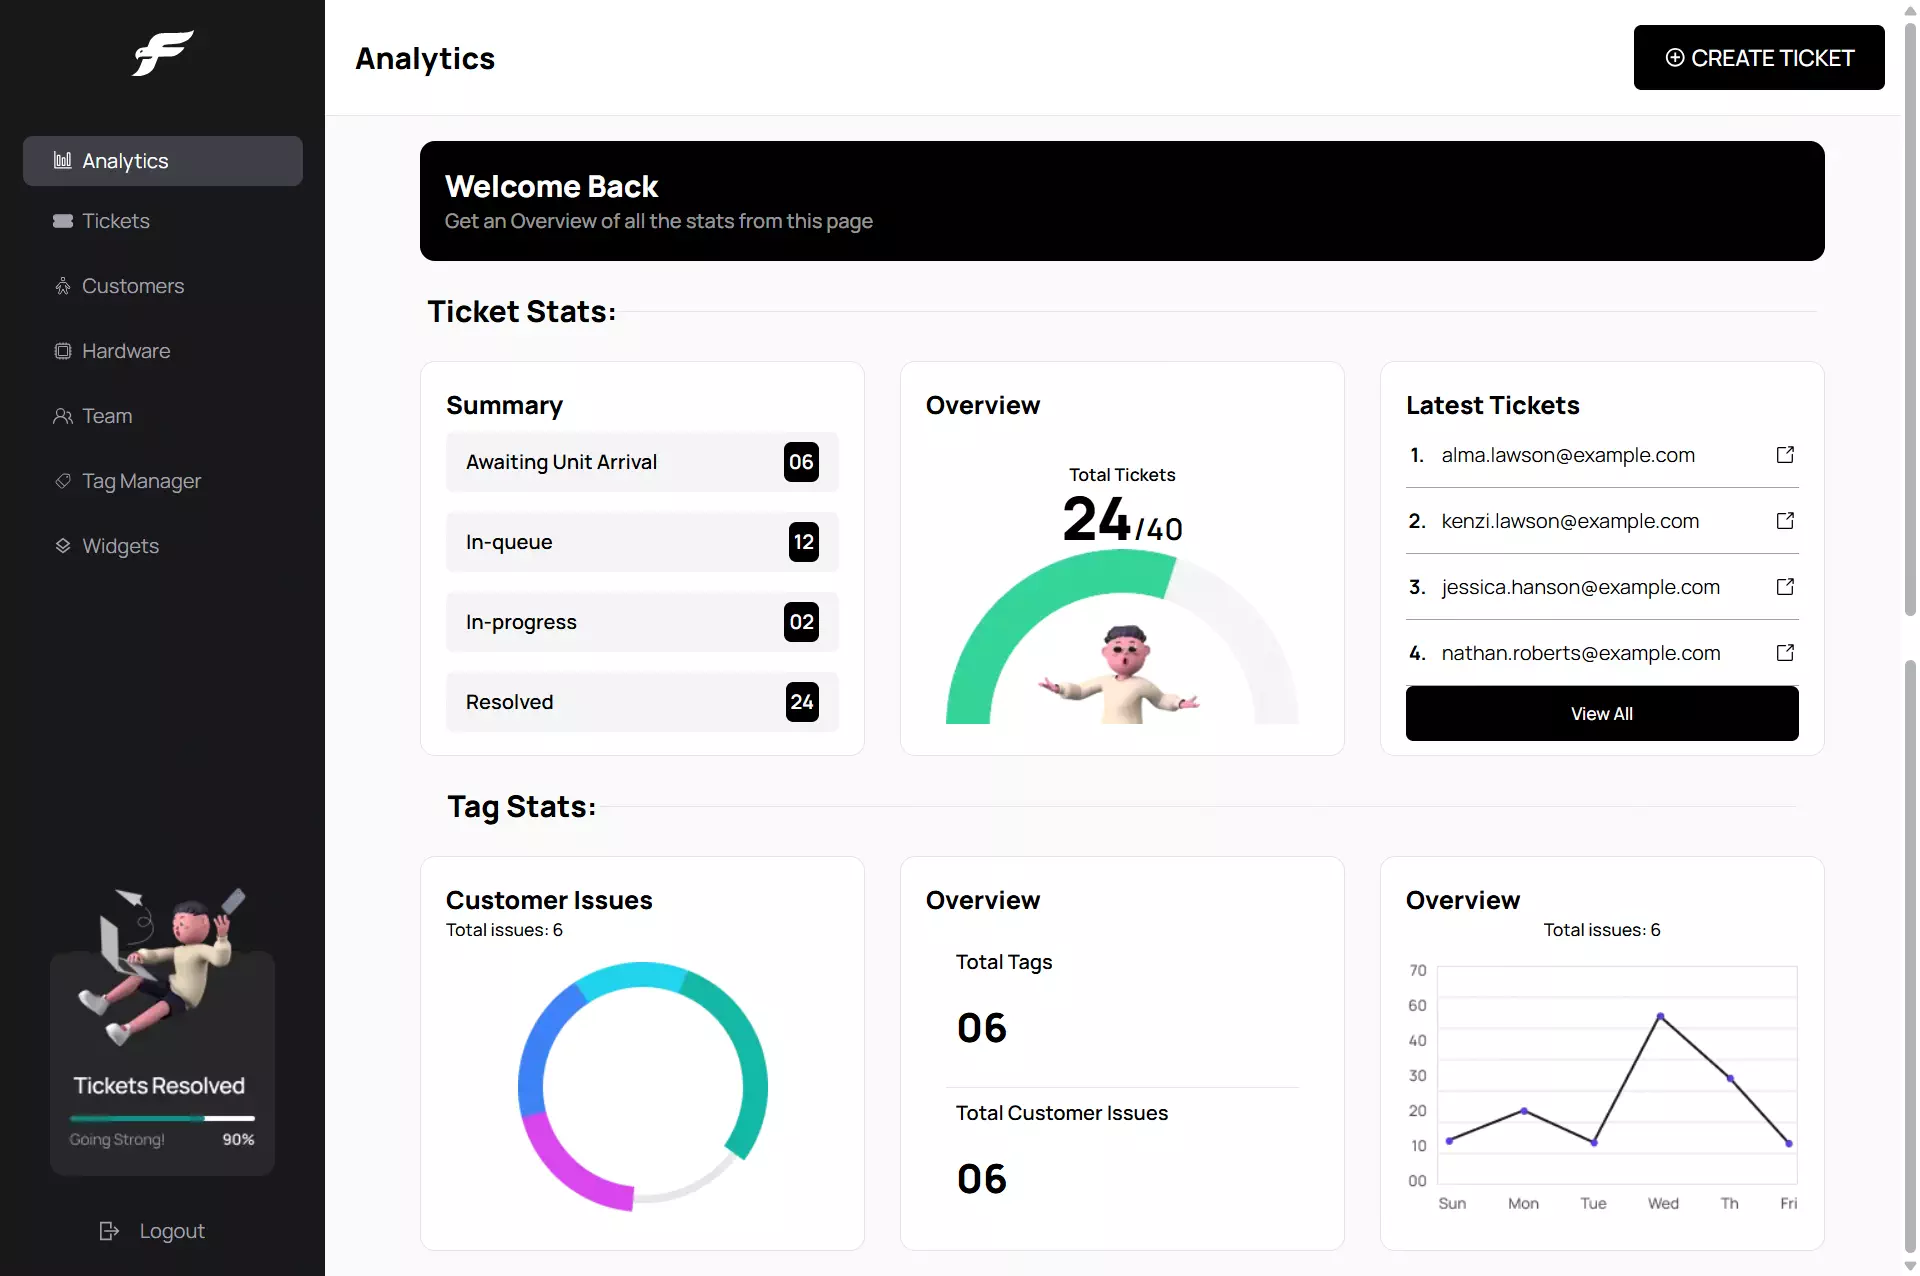 Analytics
CREATE TICKET
Analytics
Tickets
Customers
Hardware
Team
Tag Manager
Widgets
Tickets Resolved
Going Strong!
90%
Logout
Welcome Back
Get an Overview of all the stats from this page
Ticket Stats:
Summary
Awaiting Unit Arrival 06
In-queue 12
In-progress 02
Resolved 24
Overview
Total Tickets
24/40
Latest Tickets
1. alma.lawson@example.com
2. kenzi.lawson@example.com
3. jessica.hanson@example.com
4. nathan.roberts@example.com
View All
Tag Stats:
Customer Issues
Total issues: 6
Overview
Total Tags
06
Total Customer Issues
06
Overview
Total issues: 6
70
60
40
30
20
10
00
Sun Mon Tue Wed Th Fri